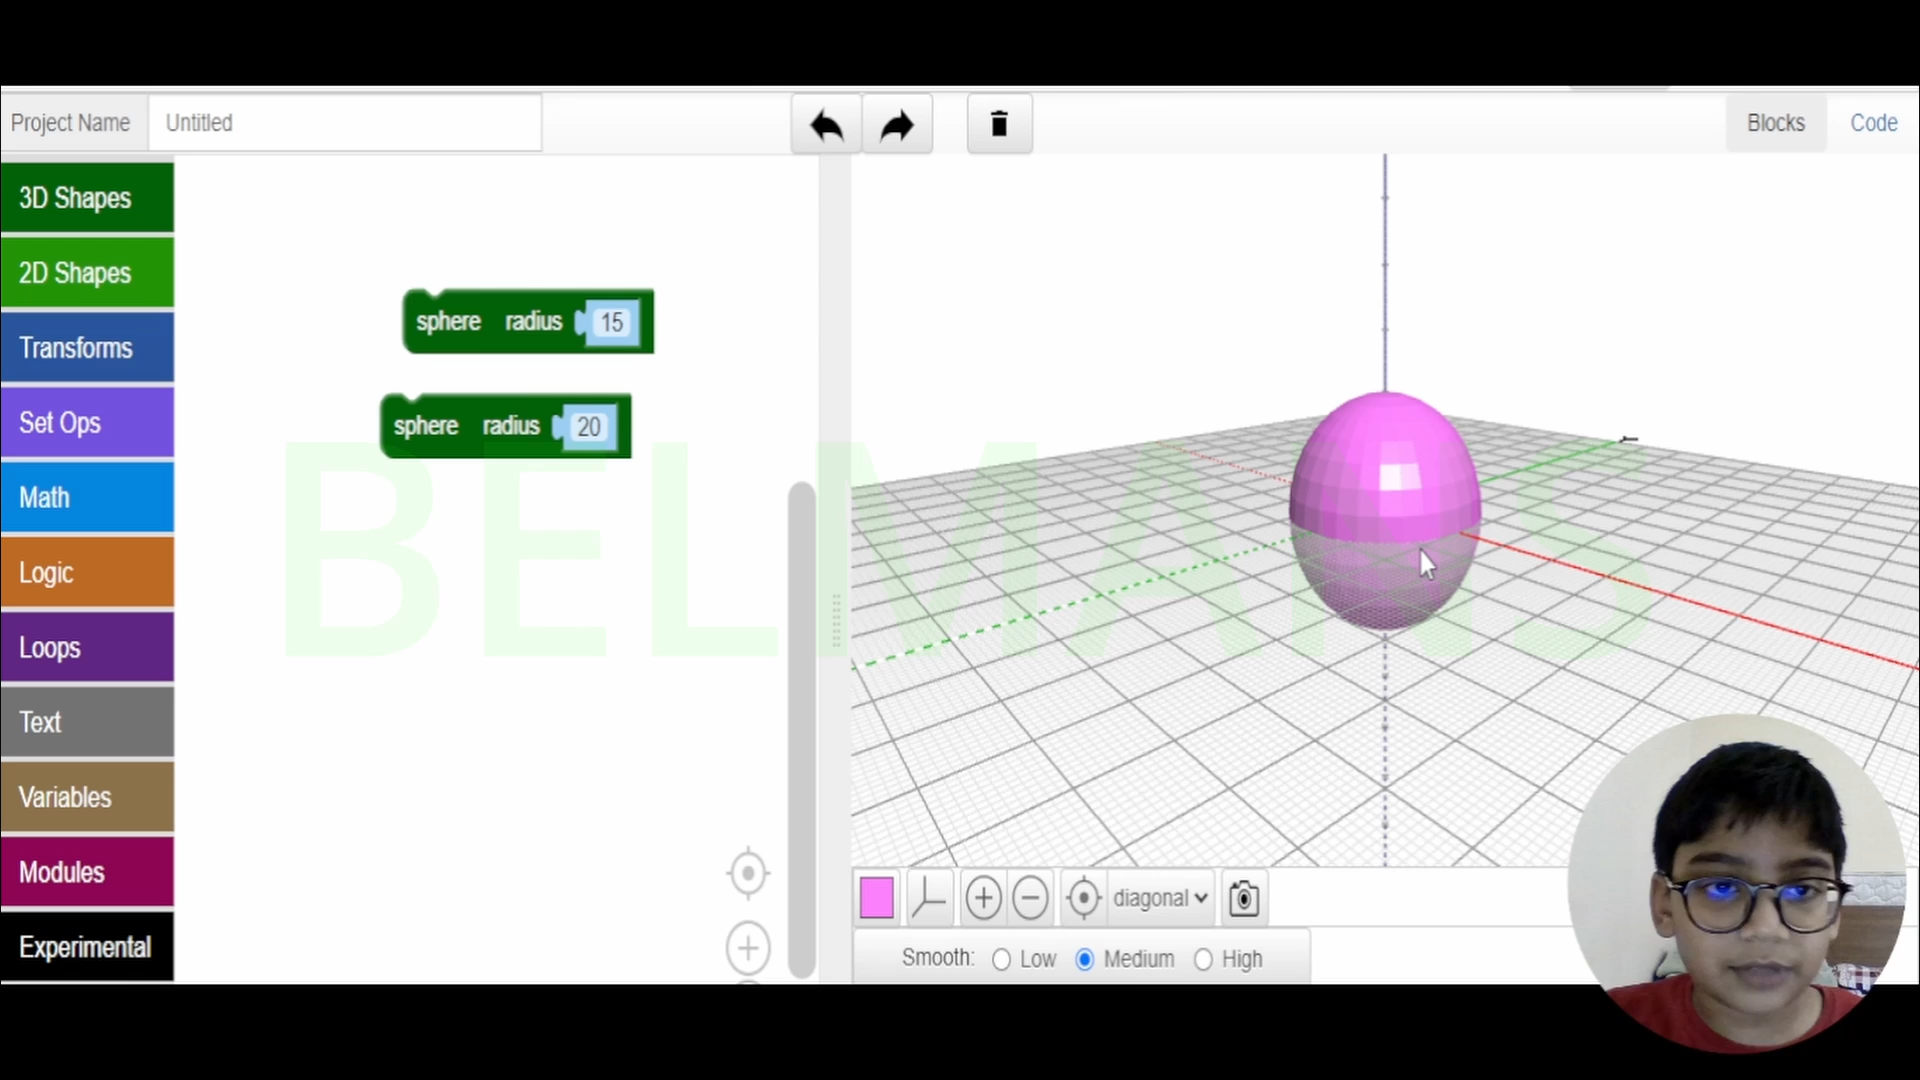 Project Name Untitled Blocks Code
3D Shapes
2D Shapes
Transforms
Set Ops
Math
Logic
Loops
Text
Variables
Modules
Experimental
sphere radius 15
sphere radius 20
BELMANS
diagonal
Smooth: Low Medium High